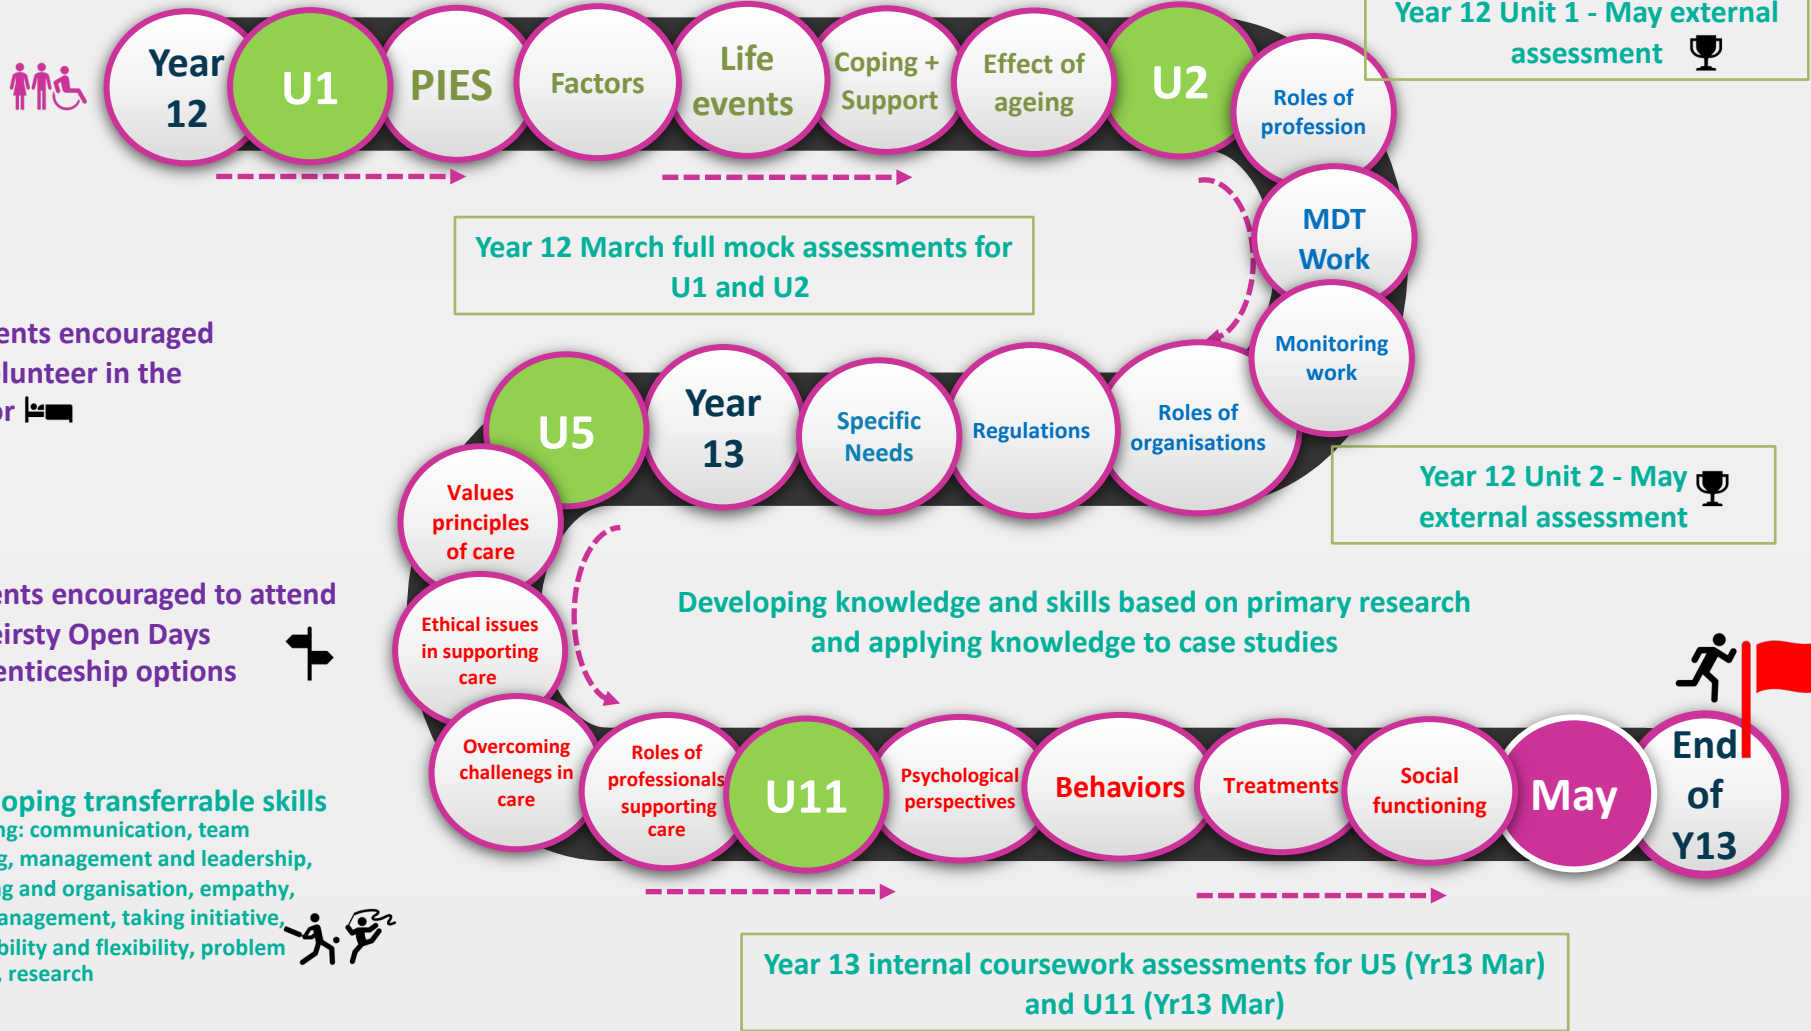 Year
12
U1
PIES
Factors
Life
events
Coping +
Support
Effect of
ageing
U2
Year 12 Unit 1 - May external
assessment
Roles of
profession
MDT
Work
Monitoring
work
Year 12 March full mock assessments for
U1 and U2
ents encouraged
olunteer in the
or
Roles of
organisations
Regulations
Specific
Needs
Year
13
U5
Year 12 Unit 2 - May
external assessment
Values
principles
of care
Ethical issues
in supporting
care
Overcoming
challenegs in
care
Developing knowledge and skills based on primary research
and applying knowledge to case studies
ents encouraged to attend
eirsty Open Days
enticeship options
Roles of
professionals
supporting
care
U11
Psychological
perspectives
Behaviors
Treatments
Social
functioning
May
End
of
Y13
oping transferrable skills
ng: communication, team
g, management and leadership,
ng and organisation, empathy,
anagement, taking initiative,
bility and flexibility, problem
, research
Year 13 internal coursework assessments for U5 (Yr13 Mar)
and U11 (Yr13 Mar)